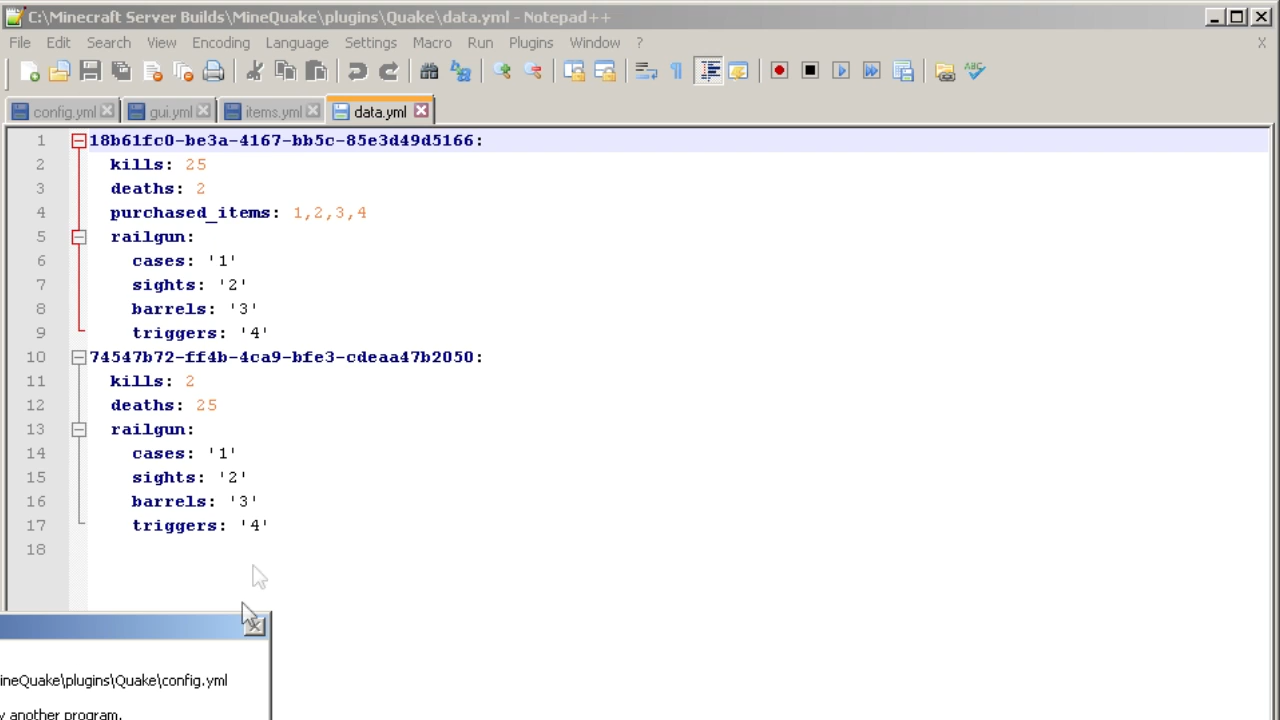 C:\Minecraft Server Builds\MineQuake\plugins\Quake\data.yml - Notepad++
File Edit Search View Encoding Language Settings Macro Run Plugins Window ? X
config.yml gui.yml items.yml data.yml
1 18b61fc0-be3a-4167-bb5c-85e3d49d5166:
2 kills: 25
3 deaths: 2
4 purchased_items: 1,2,3,4
5 railgun:
6 cases: '1'
7 sights: '2'
8 barrels: '3'
9 triggers: '4'
10 74547b72-ff4b-4ca9-bfe3-cdeaa47b2050:
11 kills: 2
12 deaths: 25
13 railgun:
14 cases: '1'
15 sights: '2'
16 barrels: '3'
17 triggers: '4'
18
ineQuake\plugins\Quake\config.yml
y another program.